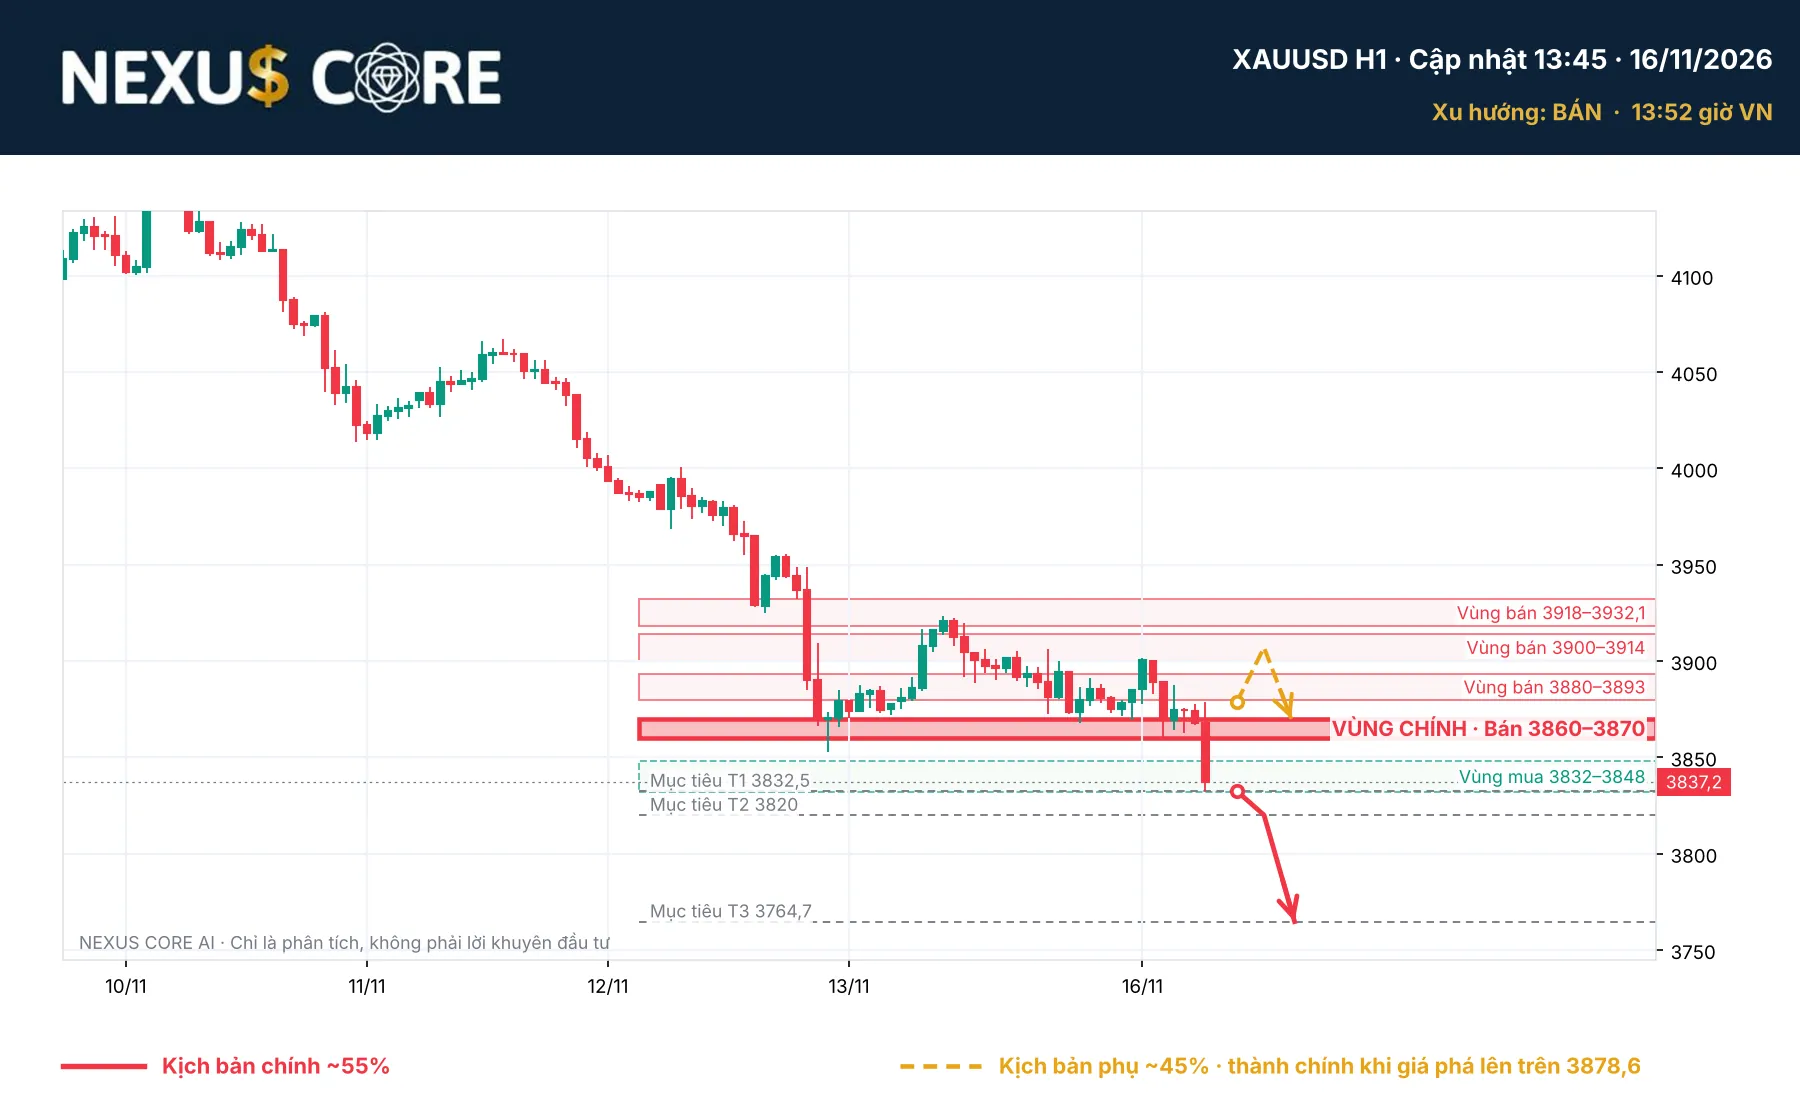 NEXU$ CORE
XAUUSD H1 · Cập nhật 13:45 · 16/11/2026
Xu hướng: BÁN · 13:52 giờ VN
4100
4050
4000
3950
3900
3850
3837,2
3800
3750
Vùng bán 3918–3932,1
Vùng bán 3900–3914
Vùng bán 3880–3893
VÙNG CHÍNH · Bán 3860–3870
Vùng mua 3832–3848
Mục tiêu T1 3832,5
Mục tiêu T2 3820
Mục tiêu T3 3764,7
NEXUS CORE AI · Chỉ là phân tích, không phải lời khuyên đầu tư
10/11
11/11
12/11
13/11
16/11
Kịch bản chính ~55%
Kịch bản phụ ~45% · thành chính khi giá phá lên trên 3878,6